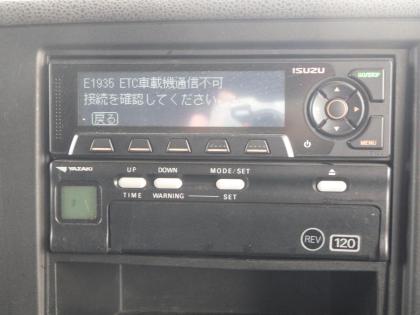 E1935 ETC車載機通信不可
接続を確認してください。
戻る
ISUZU
MENU
YAZAKI
UP
DOWN
MODE/SET
TIME
WARNING
SET
REV
120